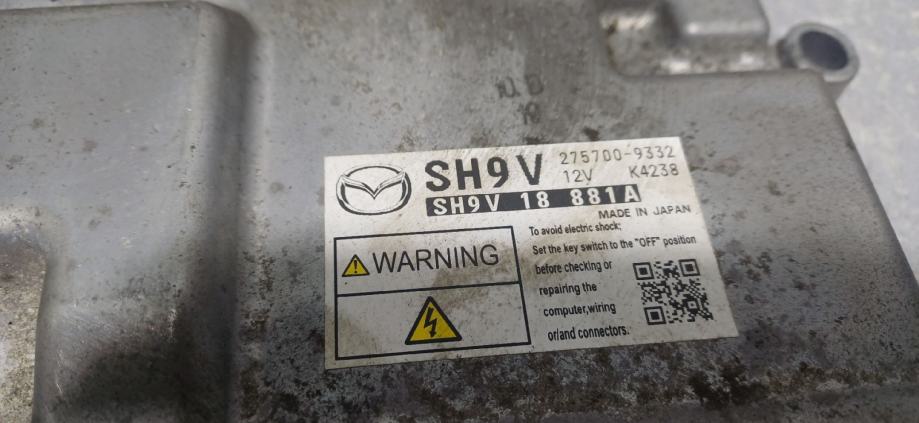 SH9V 275700-9332
12V K4238
SH9V 18 881A
MADE IN JAPAN
WARNING
To avoid electric shock;
Set the key switch to the "OFF" position
before checking or
repairing the
computer,wiring
or/and connectors.